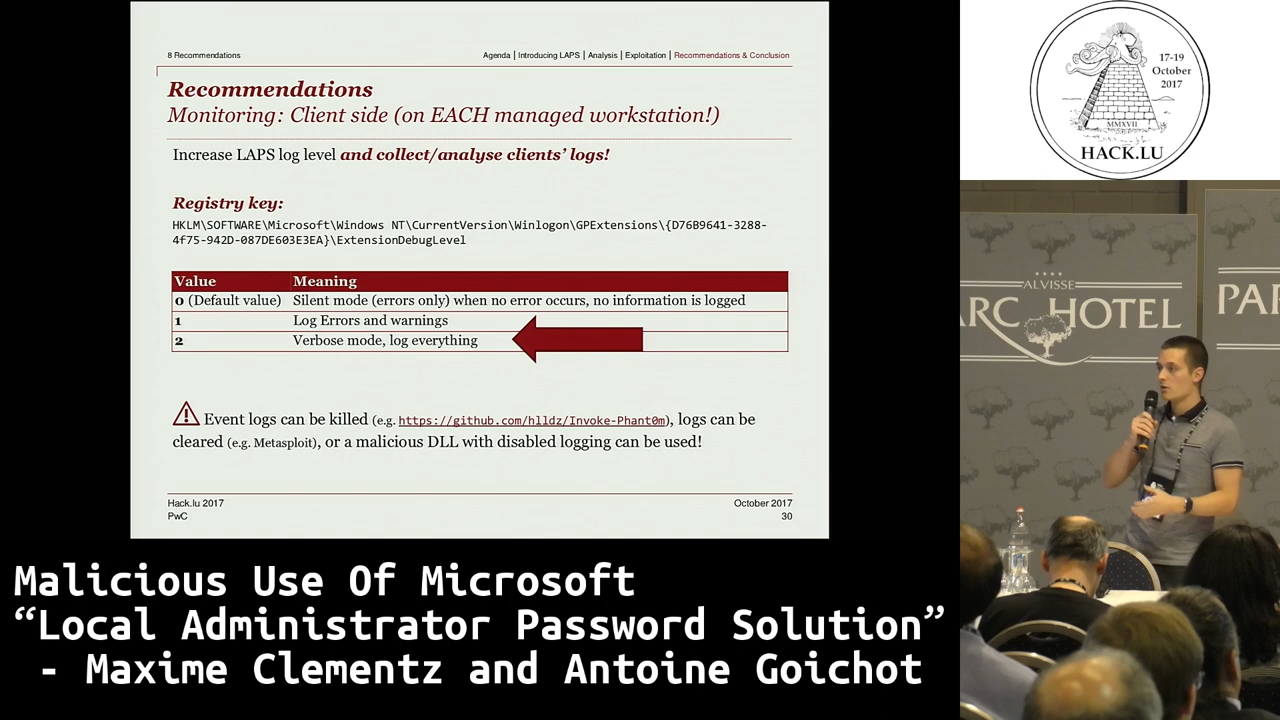 8 Recommendations
Agenda | Introducing LAPS | Analysis | Exploitation | Recommendations & Conclusion
Recommendations
Monitoring: Client side (on EACH managed workstation!)
Increase LAPS log level and collect/analyse clients' logs!
Registry key:
HKLM\SOFTWARE\Microsoft\Windows NT\CurrentVersion\Winlogon\GPExtensions\{D76B9641-3288-
4f75-942D-087DE603E3EA}\ExtensionDebugLevel
Value Meaning
0 (Default value) Silent mode (errors only) when no error occurs, no information is logged
1 Log Errors and warnings
2 Verbose mode, log everything
Event logs can be killed (e.g. https://github.com/hlldz/Invoke-Phant0m), logs can be
cleared (e.g. Metasploit), or a malicious DLL with disabled logging can be used!
Hack.lu 2017 October 2017
PwC 30
17-19
October
2017
MMXVII
HACK.LU
ALVISSE
ARC HOTEL
PAR
Malicious Use Of Microsoft
“Local Administrator Password Solution”
- Maxime Clementz and Antoine Goichot